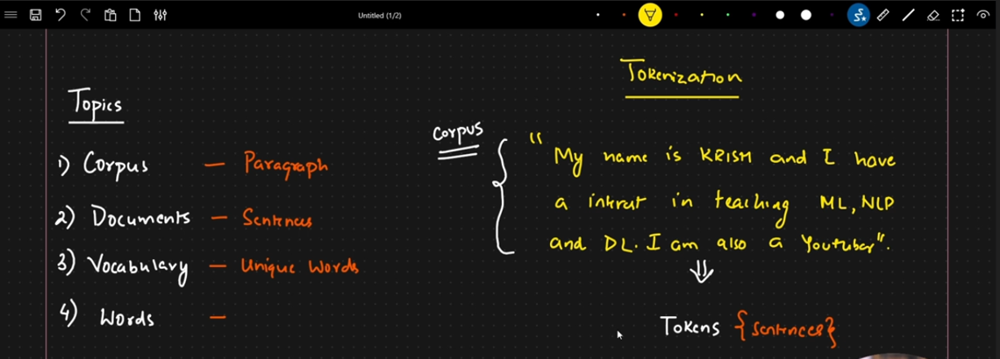 Untitled (1/2)
Topics
1) Corpus — Paragraph
2) Documents — Sentences
3) Vocabulary — Unique Words
4) Words —
Tokenization
Corpus
"My name is KRISH and I have
a intrest in teaching ML, NLP
and DL. I am also a Youtuber".
Tokens {sentences}